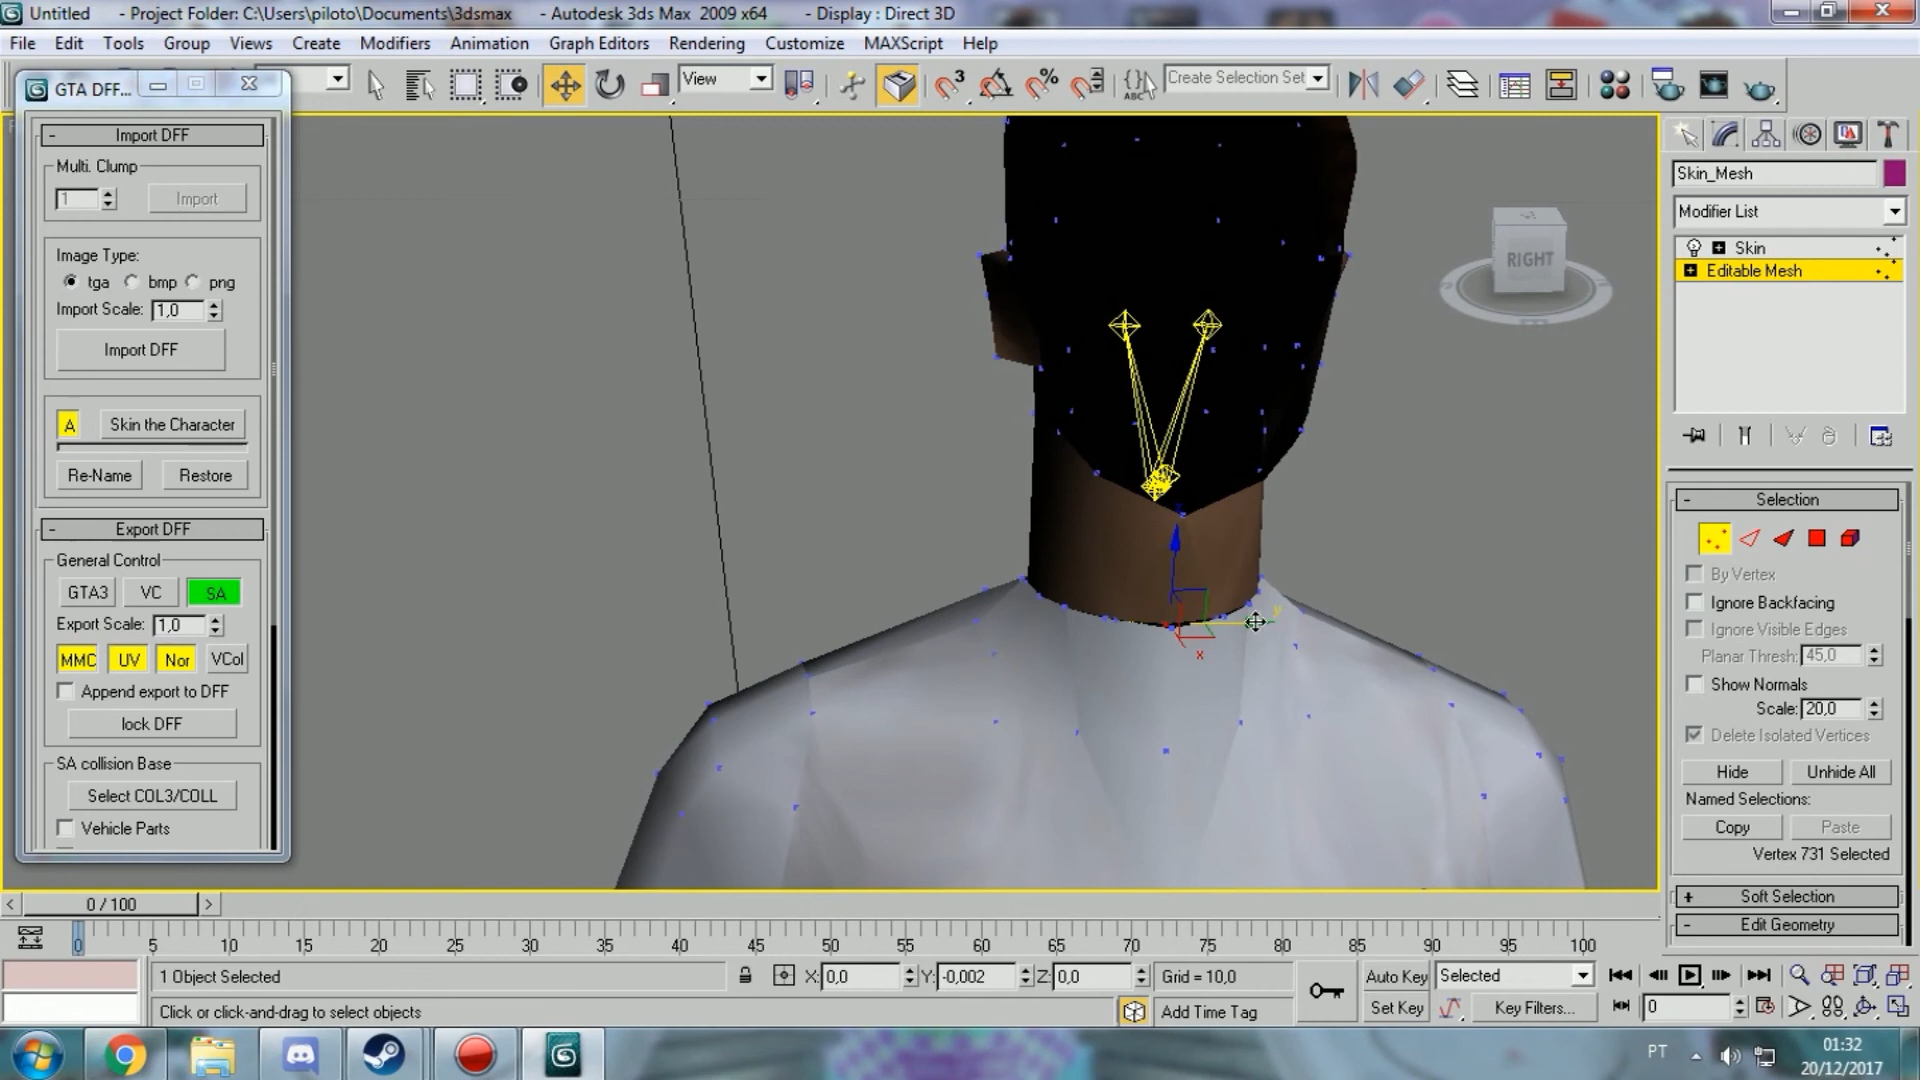 Untitled - Project Folder: C:\Users\piloto\Documents\3dsmax - Autodesk 3ds Max 2009 x64 - Display : Direct 3D
File Edit Tools Group Views Create Modifiers Animation Graph Editors Rendering Customize MAXScript Help
View
3
%
ABC
Create Selection Set
GTA DFF...
Import DFF
Multi. Clump
1 Import
Image Type:
tga bmp png
Import Scale: 1,0
Import DFF
A Skin the Character
Re-Name Restore
Export DFF
General Control
GTA3 VC SA
Export Scale: 1,0
MMC UV Nor VCol
Append export to DFF
lock DFF
SA collision Base
Select COL3/COLL
Vehicle Parts
RIGHT
y
x
Skin_Mesh
Modifier List
Skin
Editable Mesh
Selection
By Vertex
Ignore Backfacing
Ignore Visible Edges
Planar Thresh: 45,0
Show Normals
Scale: 20,0
Delete Isolated Vertices
Hide Unhide All
Named Selections:
Copy Paste
Vertex 731 Selected
Soft Selection
Edit Geometry
0 / 100
0 5 10 15 20 25 30 35 40 45 50 55 60 65 70 75 80 85 90 95 100
1 Object Selected
X: 0,0 Y: -0,002 Z: 0,0
Grid = 10,0
Auto Key Selected
Click or click-and-drag to select objects
Add Time Tag
Set Key Key Filters...
0
PT
01:32
20/12/2017